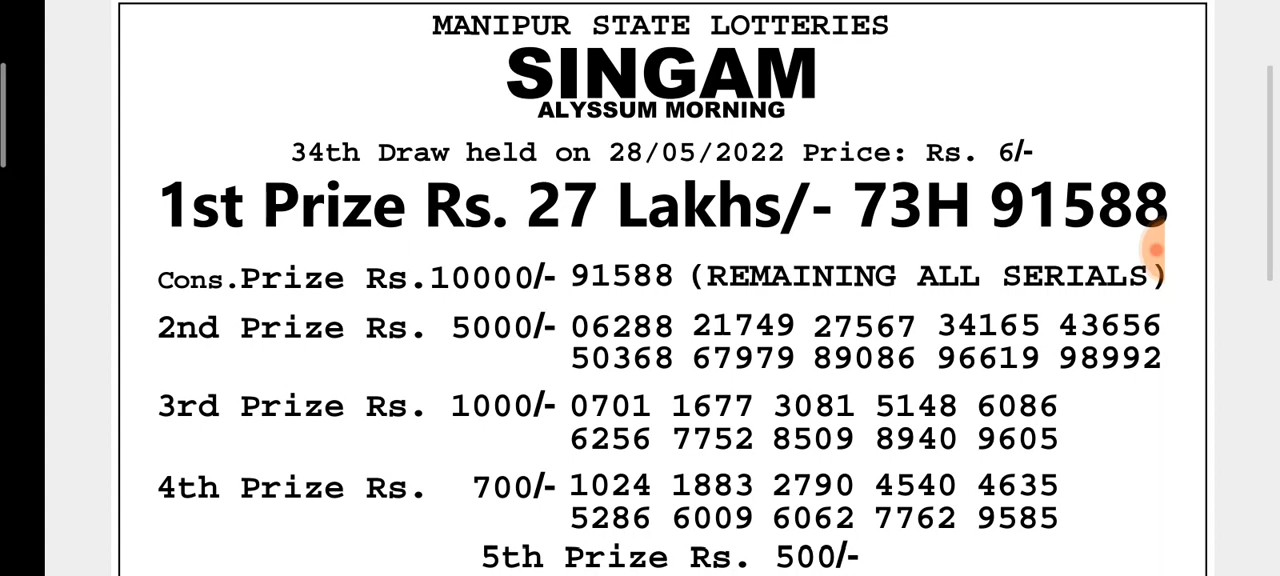 MANIPUR STATE LOTTERIES
SINGAM
ALYSSUM MORNING
34th Draw held on 28/05/2022 Price: Rs. 6/-
1st Prize Rs. 27 Lakhs/- 73H 91588
Cons.Prize Rs.10000/- 91588 (REMAINING ALL SERIALS)
2nd Prize Rs. 5000/- 06288 21749 27567 34165 43656
50368 67979 89086 96619 98992
3rd Prize Rs. 1000/- 0701 1677 3081 5148 6086
6256 7752 8509 8940 9605
4th Prize Rs. 700/- 1024 1883 2790 4540 4635
5286 6009 6062 7762 9585
5th Prize Rs. 500/-